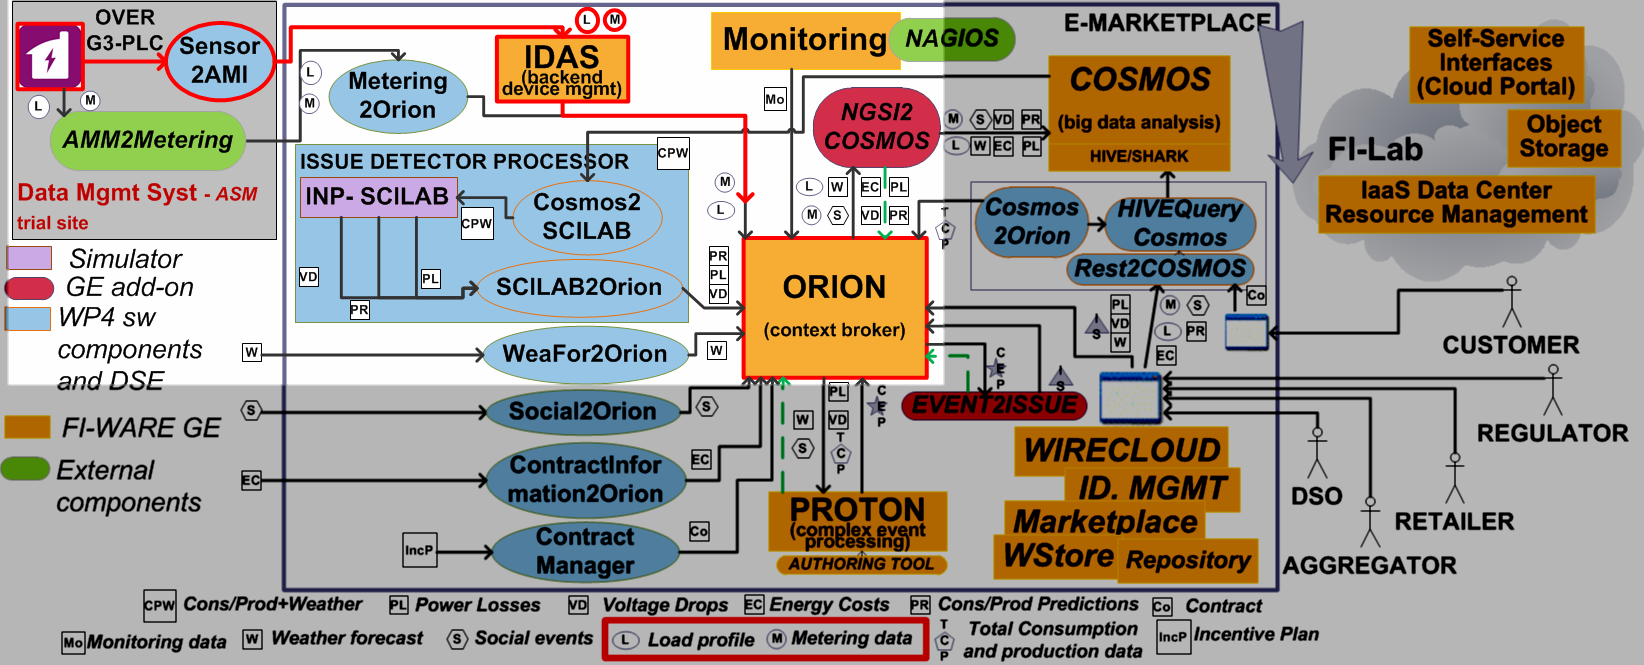 OVER
G3-PLC
Sensor
2AMI
L
M
AMM2Metering
Data Mgmt Syst - ASM
trial site
L
M
L
M
Metering
2Orion
IDAS
(backend
device mgmt)
Monitoring
NAGIOS
E-MARKETPLACE
Mo
NGSI2
COSMOS
COSMOS
(big data analysis)
HIVE/SHARK
M
S
VD
PR
L
W
EC
PL
Self-Service
Interfaces
(Cloud Portal)
Object
Storage
FI-Lab
IaaS Data Center
Resource Management
ISSUE DETECTOR PROCESSOR
CPW
INP- SCILAB
CPW
Cosmos2
SCILAB
SCILAB2Orion
VD
PL
PR
M
L
PR
PL
VD
L
W
EC
PL
M
S
VD
PR
T
C
P
Cosmos
2Orion
HIVEQuery
Cosmos
Rest2COSMOS
ORION
(context broker)
Simulator
GE add-on
WP4 sw
components
and DSE
FI-WARE GE
External
components
W
WeaFor2Orion
W
S
Social2Orion
S
EC
ContractInfor
mation2Orion
EC
IncP
Contract
Manager
Co
PL
W
VD
S
T
C
P
C
E
P
C
E
P
I
S
EVENT2ISSUE
I
S
PL
VD
W
M
S
L
PR
EC
Co
CUSTOMER
REGULATOR
DSO
RETAILER
AGGREGATOR
PROTON
(complex event
processing)
AUTHORING TOOL
WIRECLOUD
ID. MGMT
Marketplace
WStore
Repository
CPW Cons/Prod+Weather PL Power Losses VD Voltage Drops EC Energy Costs PR Cons/Prod Predictions Co Contract
Mo Monitoring data W Weather forecast S Social events L Load profile M Metering data T C P Total Consumption
and production data IncP Incentive Plan